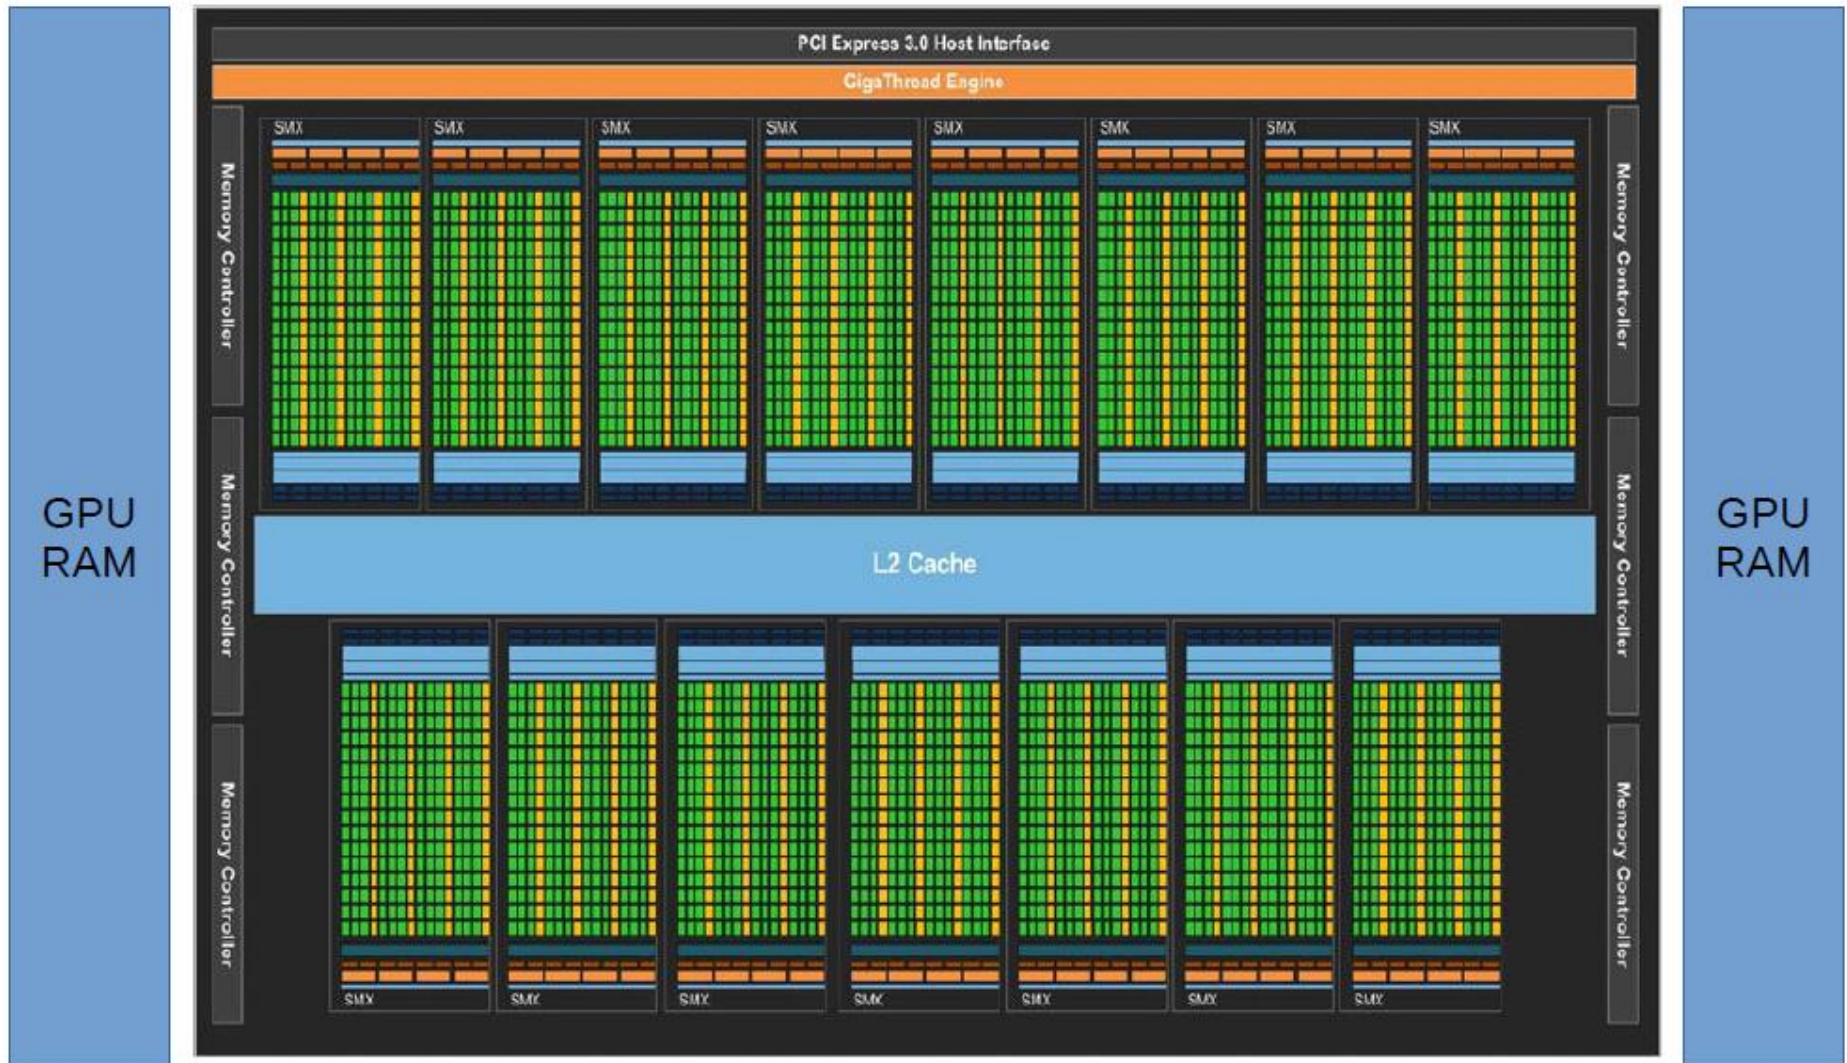 PCI Express 3.0 Host Interface
GigaThread Engine
SMX SMX SMX SMX SMX SMX SMX SMX
Memory Controller
Memory Controller
Memory Controller
GPU
RAM
L2 Cache
Memory Controller
Memory Controller
Memory Controller
GPU
RAM
SMX SMX SMX SMX SMX SMX SMX